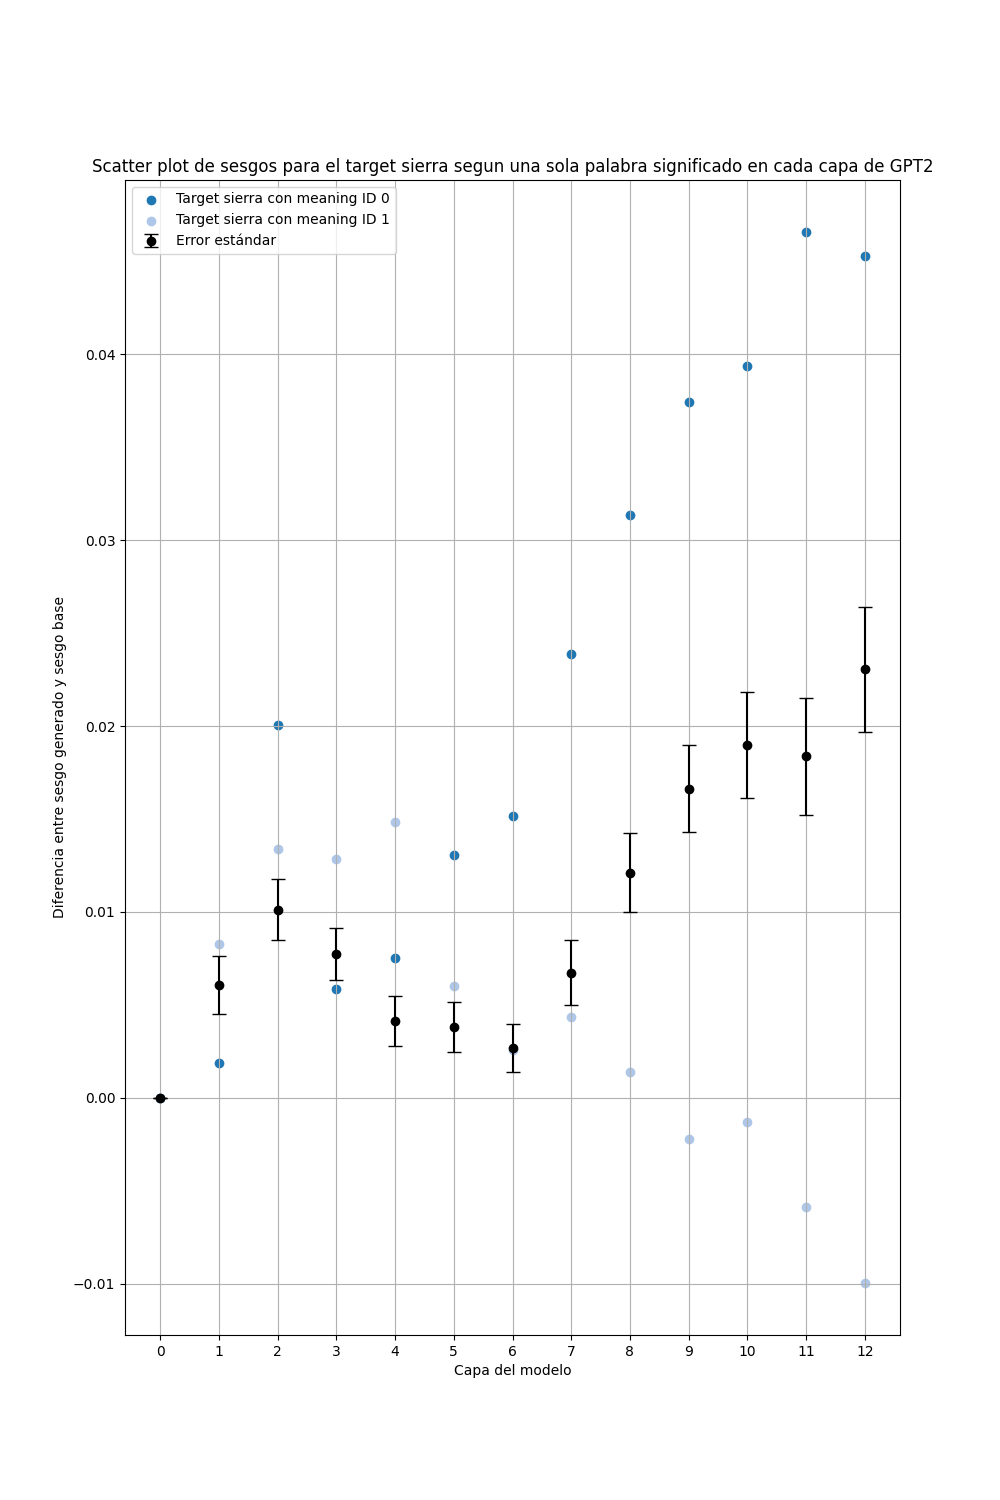 Scatter plot de sesgos para el target sierra segun una sola palabra significado en cada capa de GPT2
Target sierra con meaning ID 0
Target sierra con meaning ID 1
Error estándar
Diferencia entre sesgo generado y sesgo base
0.04
0.03
0.02
0.01
0.00
−0.01
0 1 2 3 4 5 6 7 8 9 10 11 12
Capa del modelo